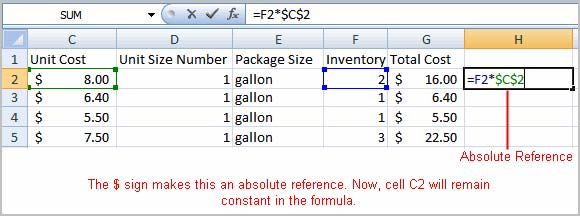 SUM fx =F2*$C$2
C D E F G H
1 Unit Cost Unit Size Number Package Size Inventory Total Cost
2 $ 8.00 1 gallon 2 $ 16.00 =F2*$C$2
3 $ 6.40 1 gallon 1 $ 6.40
4 $ 5.50 1 gallon 1 $ 5.50
5 $ 7.50 1 gallon 3 $ 22.50
Absolute Reference
The $ sign makes this an absolute reference. Now, cell C2 will remain
constant in the formula.